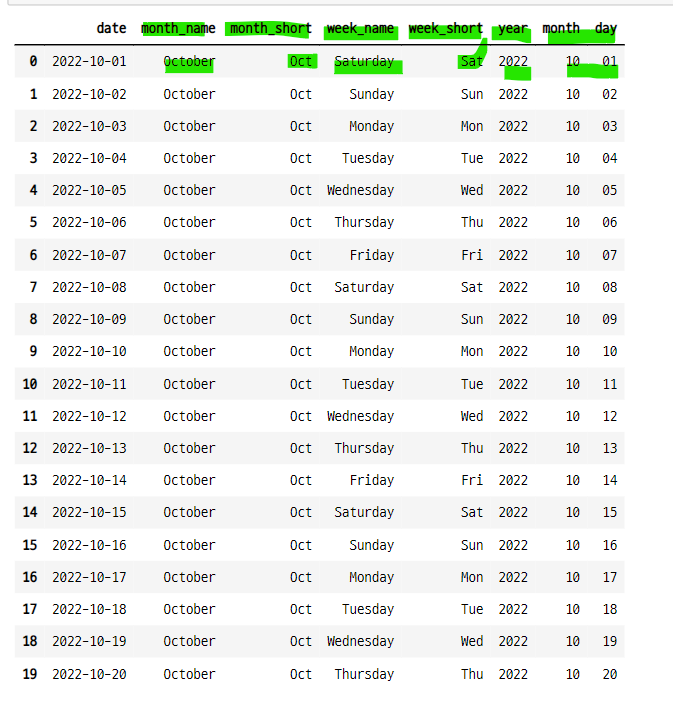 date month_name month_short week_name week_short year month day
0 2022-10-01 October Oct Saturday Sat 2022 10 01
1 2022-10-02 October Oct Sunday Sun 2022 10 02
2 2022-10-03 October Oct Monday Mon 2022 10 03
3 2022-10-04 October Oct Tuesday Tue 2022 10 04
4 2022-10-05 October Oct Wednesday Wed 2022 10 05
5 2022-10-06 October Oct Thursday Thu 2022 10 06
6 2022-10-07 October Oct Friday Fri 2022 10 07
7 2022-10-08 October Oct Saturday Sat 2022 10 08
8 2022-10-09 October Oct Sunday Sun 2022 10 09
9 2022-10-10 October Oct Monday Mon 2022 10 10
10 2022-10-11 October Oct Tuesday Tue 2022 10 11
11 2022-10-12 October Oct Wednesday Wed 2022 10 12
12 2022-10-13 October Oct Thursday Thu 2022 10 13
13 2022-10-14 October Oct Friday Fri 2022 10 14
14 2022-10-15 October Oct Saturday Sat 2022 10 15
15 2022-10-16 October Oct Sunday Sun 2022 10 16
16 2022-10-17 October Oct Monday Mon 2022 10 17
17 2022-10-18 October Oct Tuesday Tue 2022 10 18
18 2022-10-19 October Oct Wednesday Wed 2022 10 19
19 2022-10-20 October Oct Thursday Thu 2022 10 20